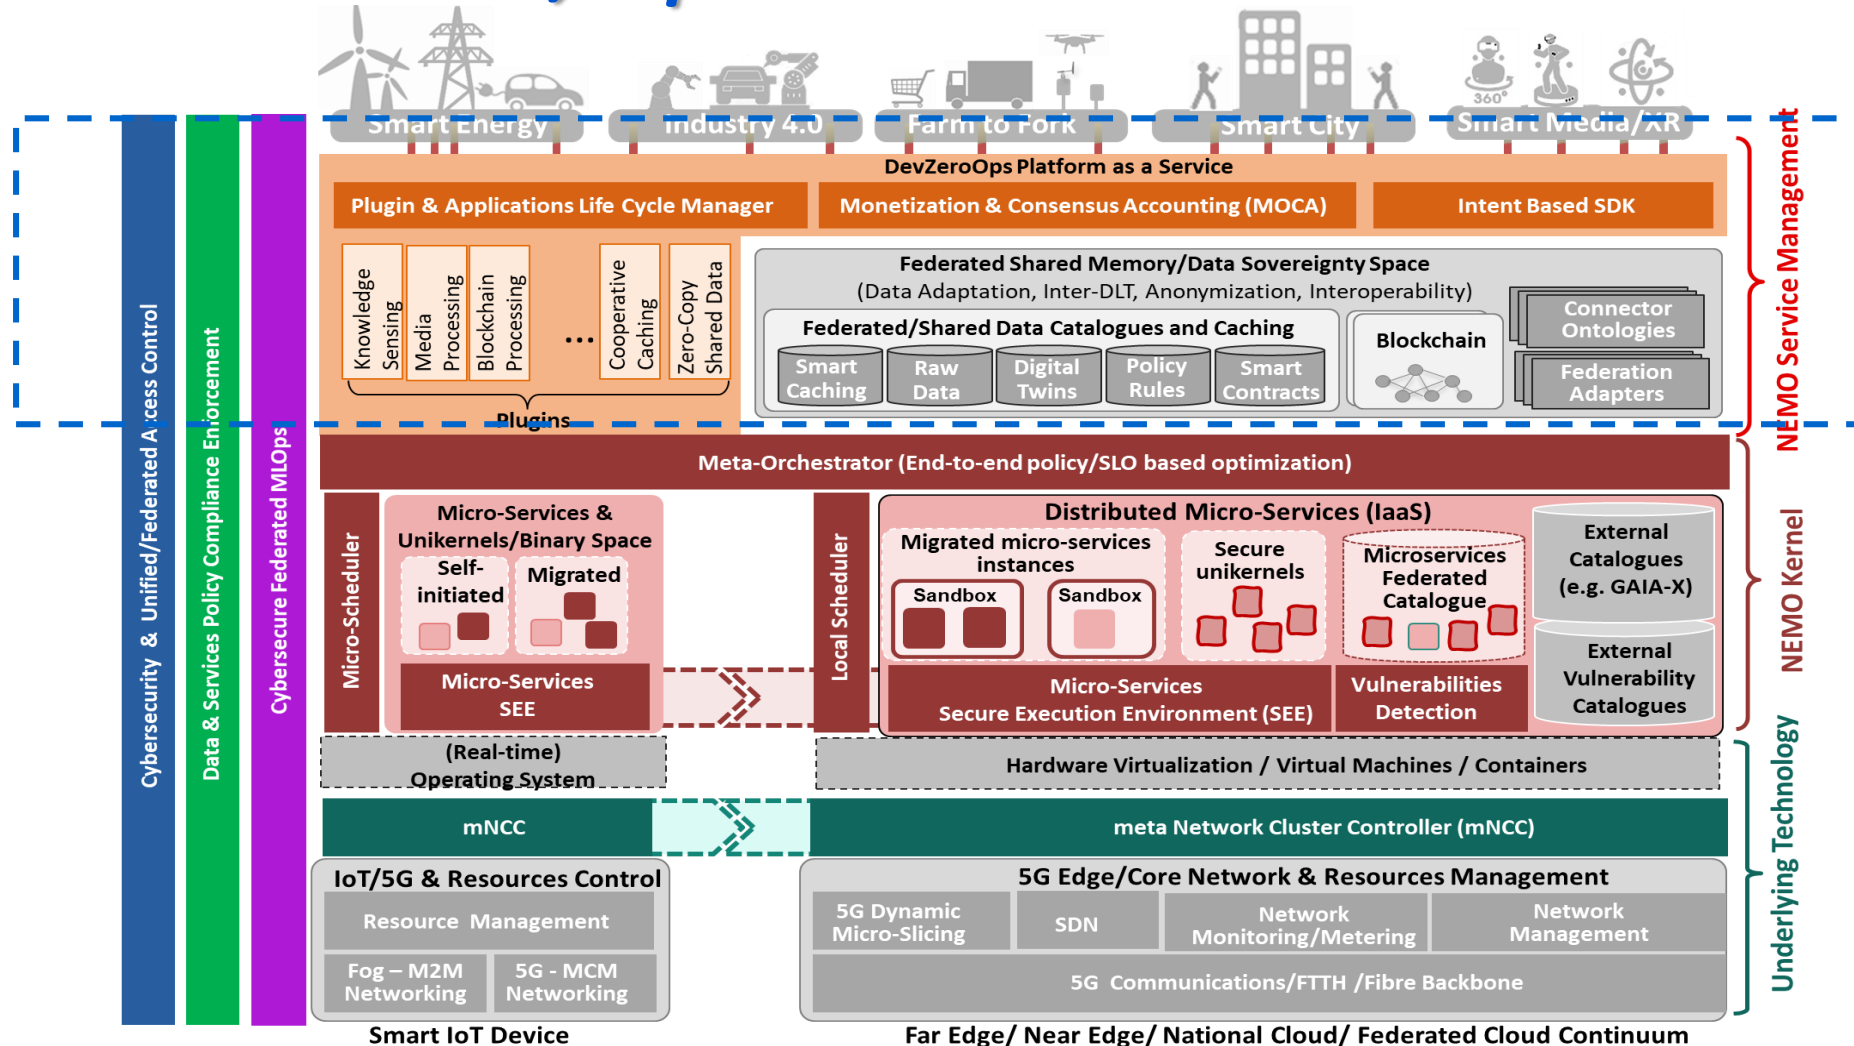 360°
Smart Energy
Industry 4.0
Farm to Fork
Smart City
Smart Media/XR
DevZeroOps Platform as a Service
Plugin & Applications Life Cycle Manager
Monetization & Consensus Accounting (MOCA)
Intent Based SDK
Knowledge
Sensing
Media
Processing
Blockchain
Processing
...
Cooperative
Caching
Zero-Copy
Shared Data
Plugins
Federated Shared Memory/Data Sovereignty Space
(Data Adaptation, Inter-DLT, Anonymization, Interoperability)
Federated/Shared Data Catalogues and Caching
Smart
Caching
Raw
Data
Digital
Twins
Policy
Rules
Smart
Contracts
Blockchain
Connector
Ontologies
Federation
Adapters
NEMO Service Management
Cybersecurity & Unified/Federated Access Control
Data & Services Policy Compliance Enforcement
Cybersecure Federated MLOps
Meta-Orchestrator (End-to-end policy/SLO based optimization)
Micro-Scheduler
Micro-Services &
Unikernels/Binary Space
Self-
initiated
Migrated
Micro-Services
SEE
Local Scheduler
Distributed Micro-Services (IaaS)
Migrated micro-services
instances
Sandbox
Sandbox
Secure
unikernels
Microservices
Federated
Catalogue
External
Catalogues
(e.g. GAIA-X)
External
Vulnerability
Catalogues
Micro-Services
Secure Execution Environment (SEE)
Vulnerabilities
Detection
NEMO Kernel
(Real-time)
Operating System
Hardware Virtualization / Virtual Machines / Containers
mNCC
meta Network Cluster Controller (mNCC)
IoT/5G & Resources Control
Resource Management
Fog – M2M
Networking
5G - MCM
Networking
5G Edge/Core Network & Resources Management
5G Dynamic
Micro-Slicing
SDN
Network
Monitoring/Metering
Network
Management
5G Communications/FTTH /Fibre Backbone
Underlying Technology
Smart IoT Device
Far Edge/ Near Edge/ National Cloud/ Federated Cloud Continuum